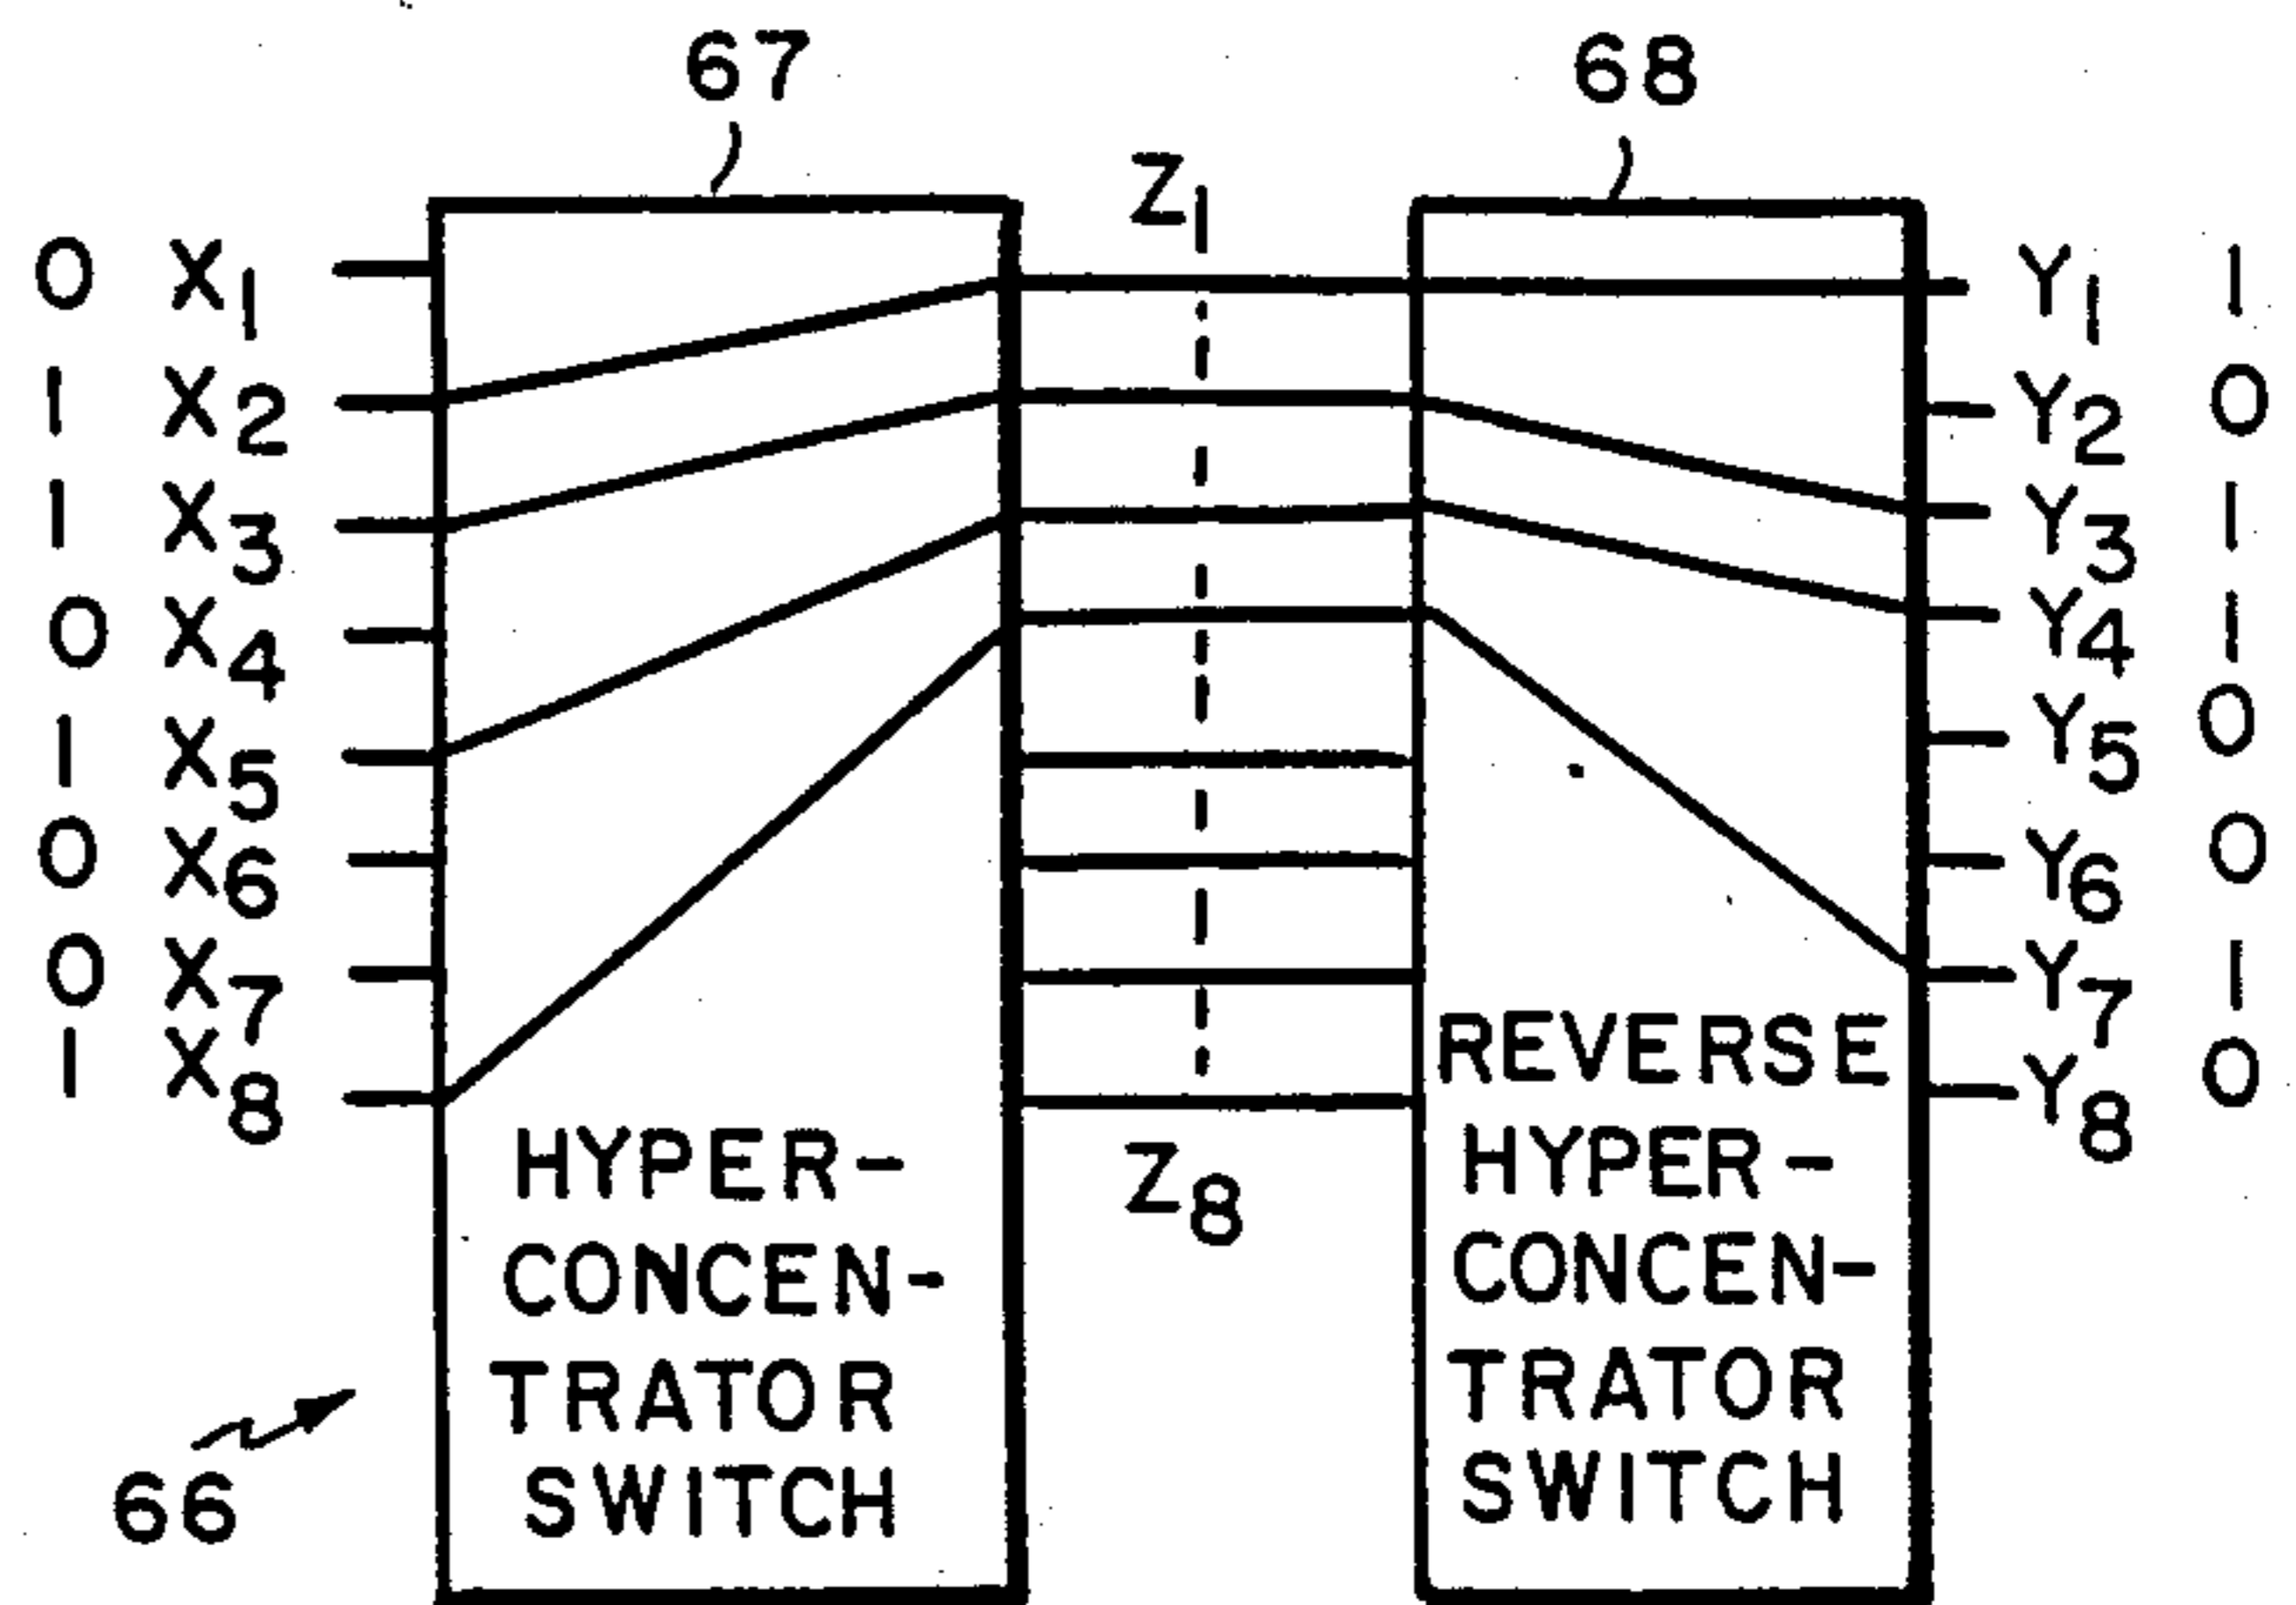 67
68
Z1
0 X1
Y1 1
1 X2
Y2 0
1 X3
Y3 1
0 X4
Y4 1
1 X5
Y5 0
0 X6
Y6 0
0 X7
Y7 1
1 X8
Y8 0
Z8
HYPER-
CONCEN-
TRATOR
SWITCH
REVERSE
HYPER-
CONCEN-
TRATOR
SWITCH
66